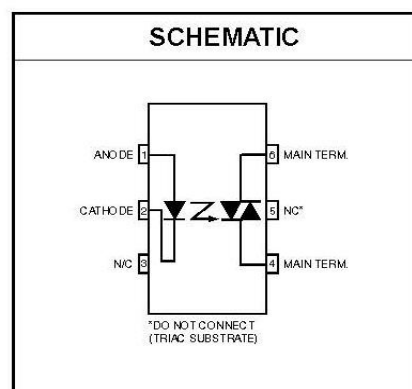 SCHEMATIC
ANODE 1
6 MAIN TERM.
CATHODE 2
5 NC*
N/C 3
4 MAIN TERM.
*DO NOT CONNECT
(TRIAC SUBSTRATE)